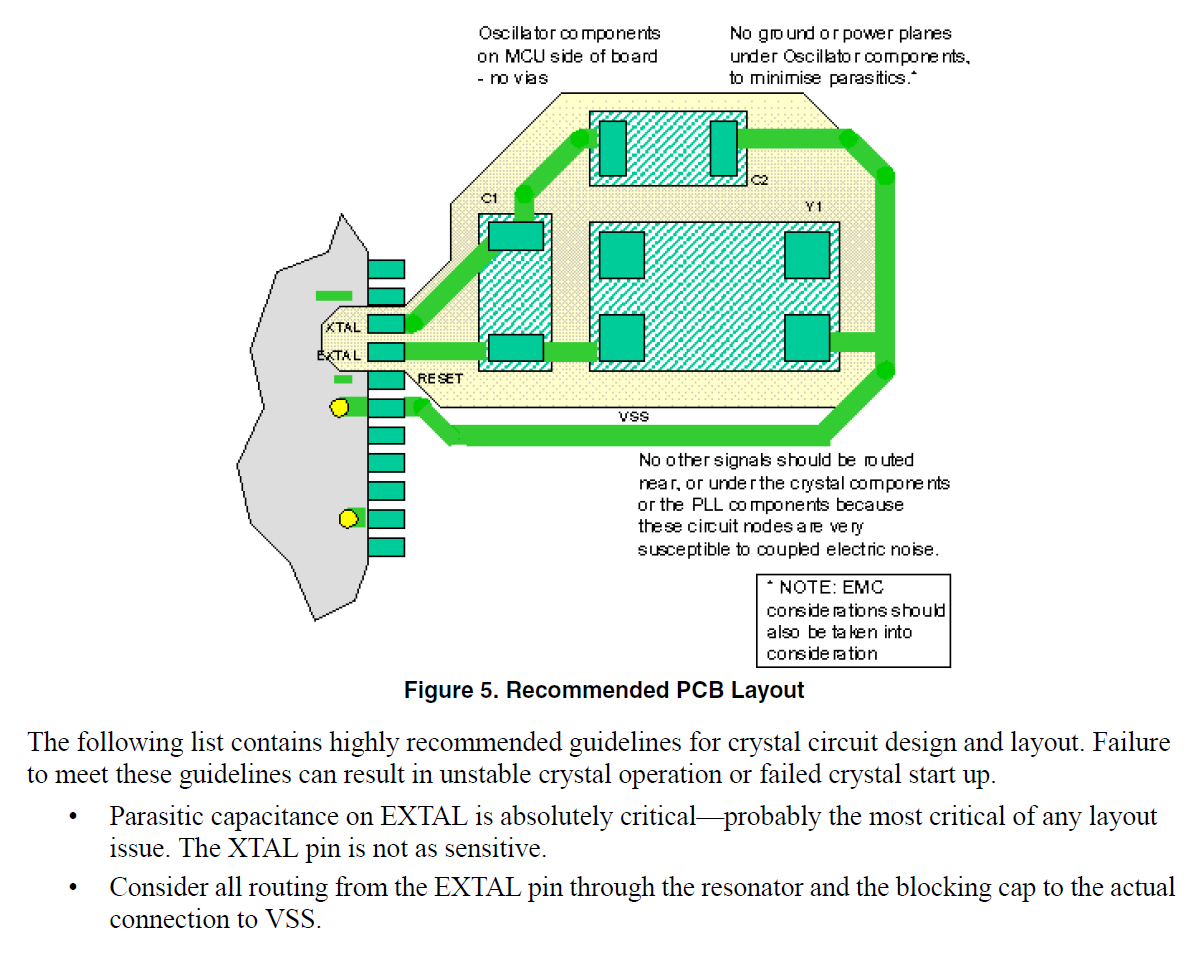 Oscillator components
on MCU side of board
- no vias
No ground or power planes
under Oscillator components,
to minimise parasitics.*
C2
C1
Y1
XTAL
EXTAL
RESET
VSS
No other signals should be routed
near, or under the crystal components
or the PLL components because
these circuit nodes are very
susceptible to coupled electric noise.
* NOTE: EMC
considerations should
also be taken into
consideration
Figure 5. Recommended PCB Layout
The following list contains highly recommended guidelines for crystal circuit design and layout. Failure
to meet these guidelines can result in unstable crystal operation or failed crystal start up.
• Parasitic capacitance on EXTAL is absolutely critical—probably the most critical of any layout
issue. The XTAL pin is not as sensitive.
• Consider all routing from the EXTAL pin through the resonator and the blocking cap to the actual
connection to VSS.